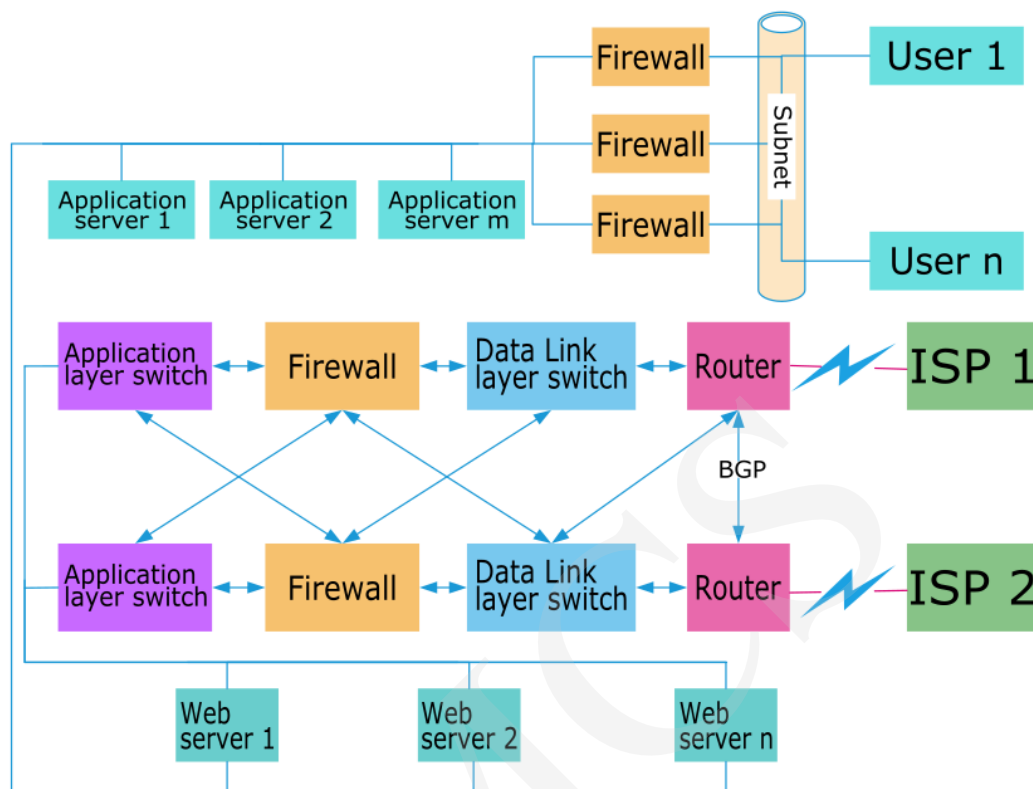 Firewall
User 1
Subnet
Firewall
Application
server 1
Application
server 2
Application
server m
Firewall
User n
Application
layer switch
Firewall
Data Link
layer switch
Router
ISP 1
BGP
Application
layer switch
Firewall
Data Link
layer switch
Router
ISP 2
Web
server 1
Web
server 2
Web
server n